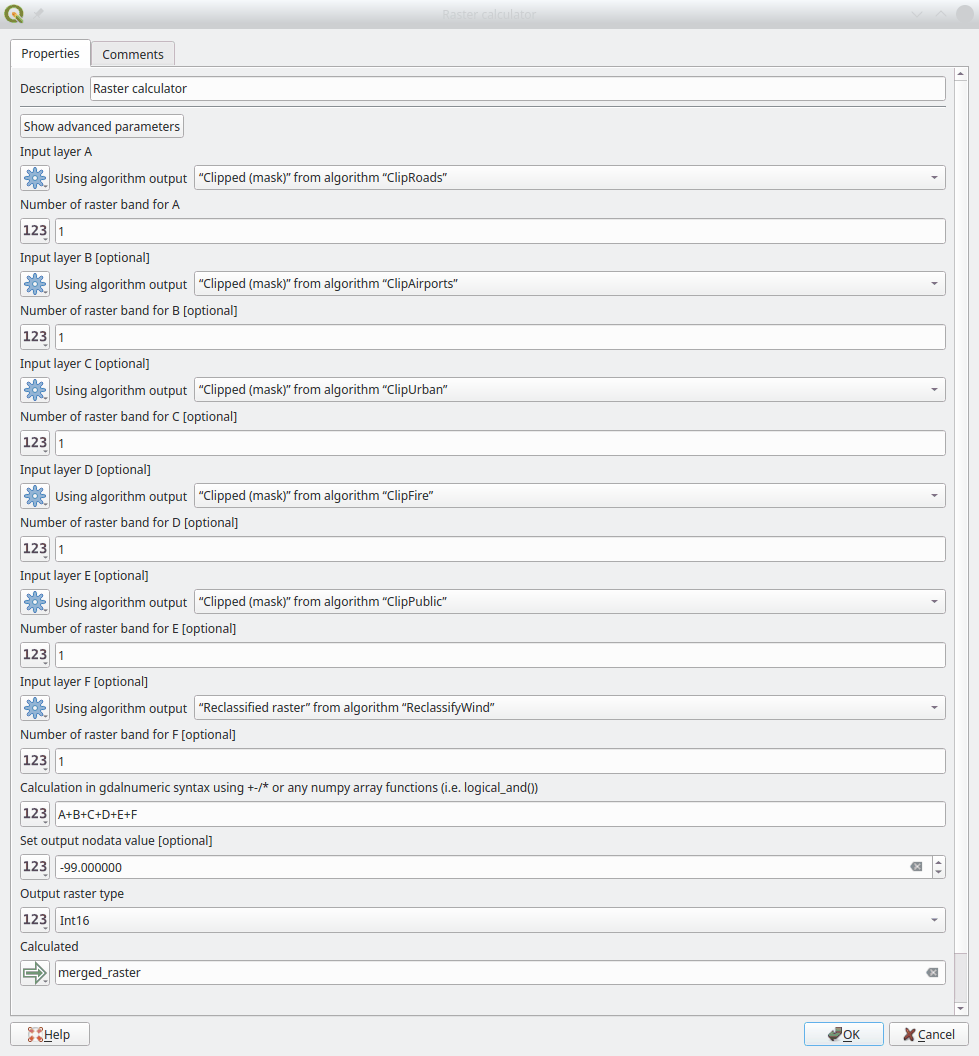 Raster calculator
Properties Comments
Description Raster calculator
Show advanced parameters
Input layer A
Using algorithm output “Clipped (mask)” from algorithm “ClipRoads”
Number of raster band for A
123 1
Input layer B [optional]
Using algorithm output “Clipped (mask)” from algorithm “ClipAirports”
Number of raster band for B [optional]
123 1
Input layer C [optional]
Using algorithm output “Clipped (mask)” from algorithm “ClipUrban”
Number of raster band for C [optional]
123 1
Input layer D [optional]
Using algorithm output “Clipped (mask)” from algorithm “ClipFire”
Number of raster band for D [optional]
123 1
Input layer E [optional]
Using algorithm output “Clipped (mask)” from algorithm “ClipPublic”
Number of raster band for E [optional]
123 1
Input layer F [optional]
Using algorithm output “Reclassified raster” from algorithm “ReclassifyWind”
Number of raster band for F [optional]
123 1
Calculation in gdalnumeric syntax using +-/* or any numpy array functions (i.e. logical_and())
123 A+B+C+D+E+F
Set output nodata value [optional]
123 -99.000000
Output raster type
123 Int16
Calculated
merged_raster
Help OK Cancel